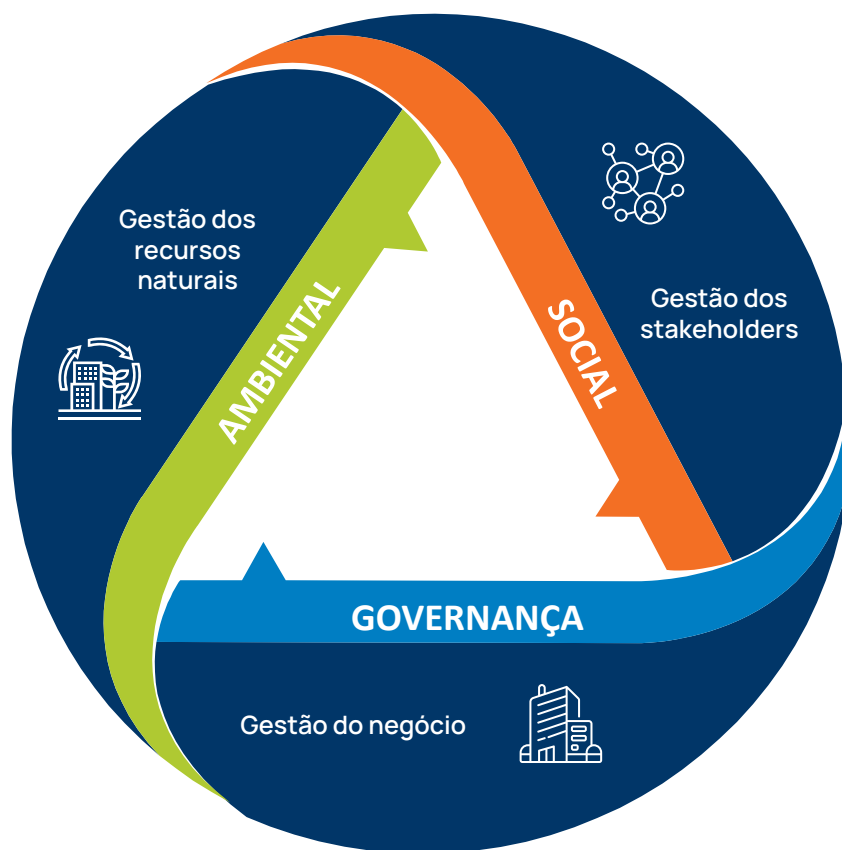 Gestão dos
recursos
naturais
AMBIENTAL
SOCIAL
Gestão dos
stakeholders
GOVERNANÇA
Gestão do negócio